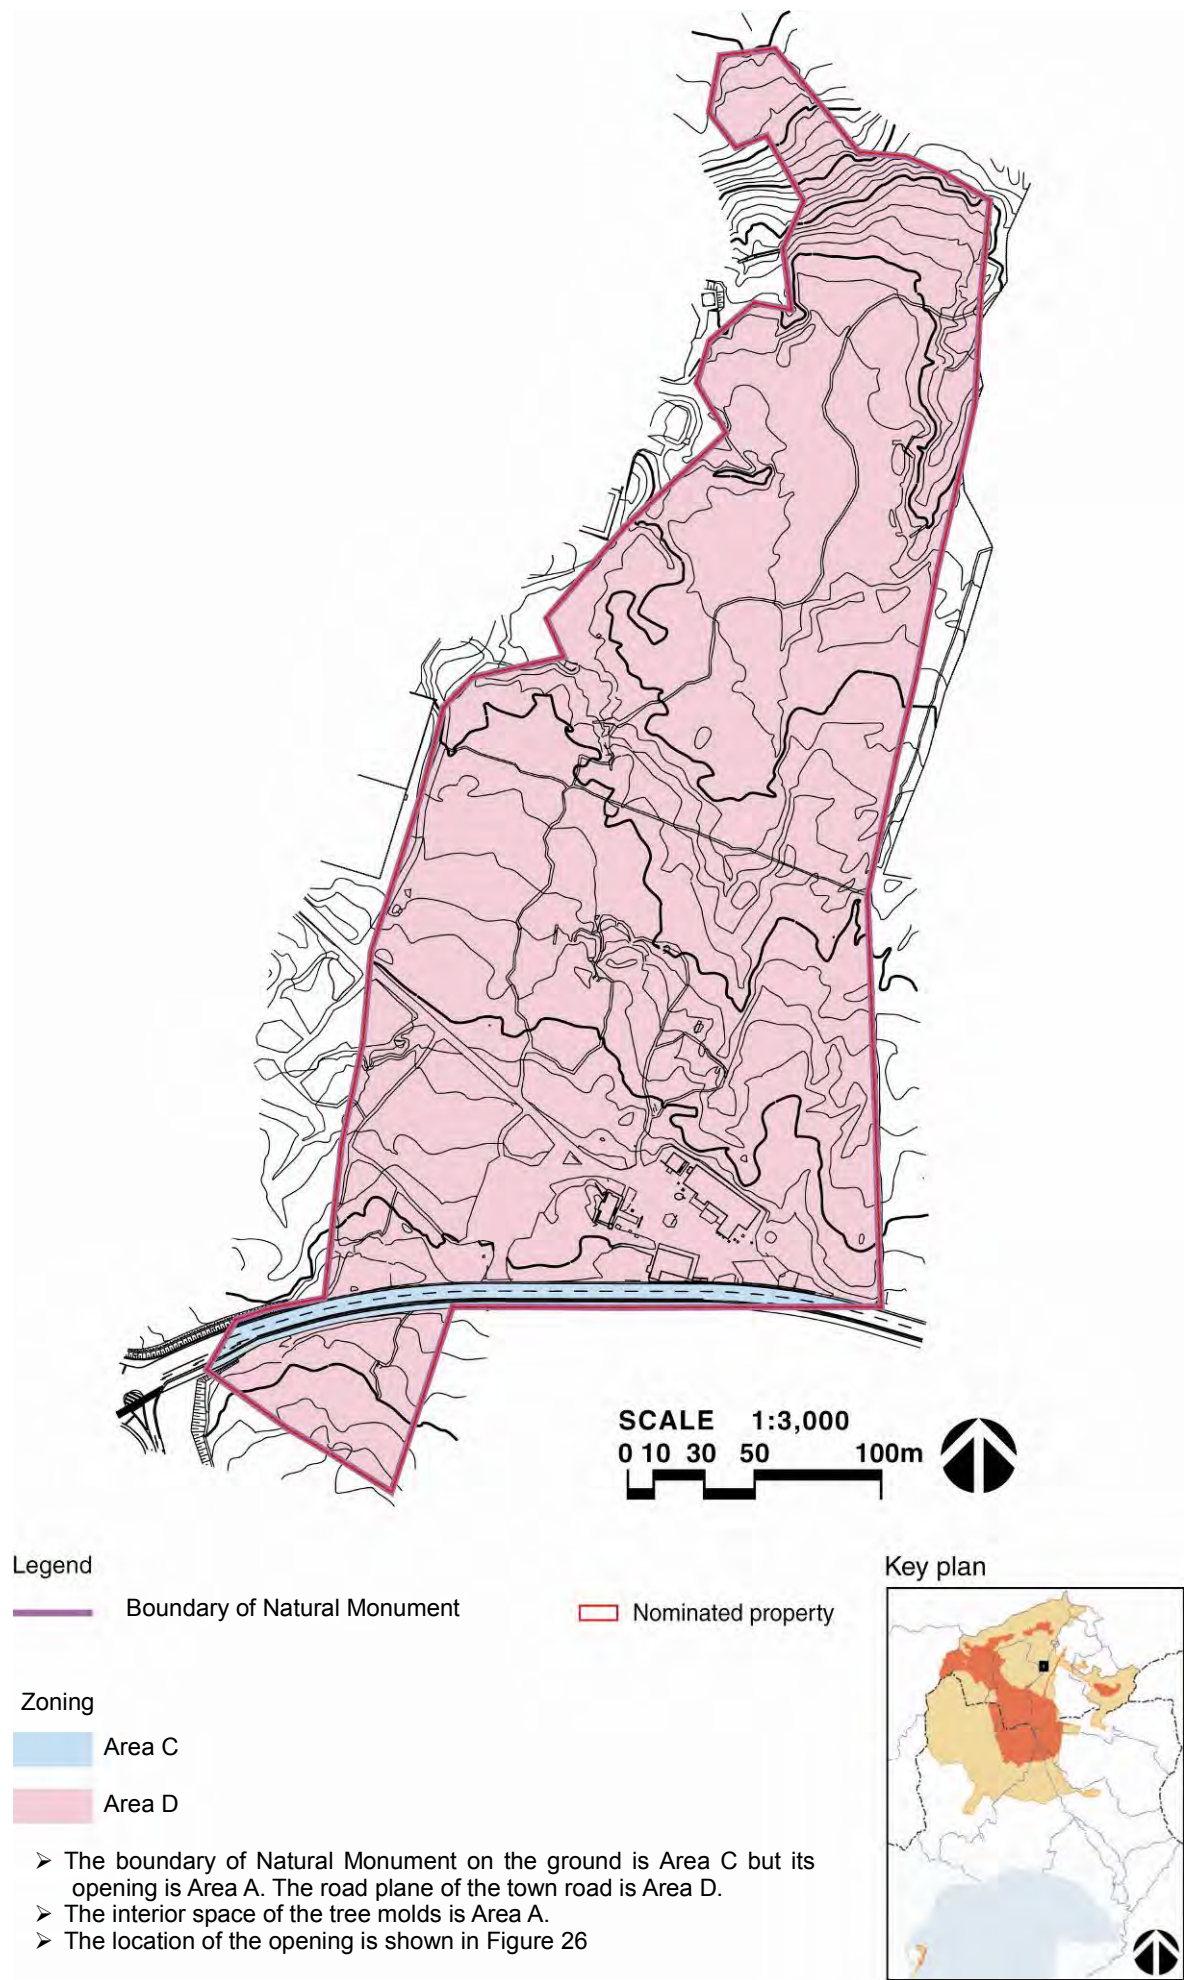 SCALE 1:3,000
0 10 30 50 100m
Legend
Boundary of Natural Monument
Nominated property
Key plan
Zoning
Area C
Area D
➢ The boundary of Natural Monument on the ground is Area C but its
opening is Area A. The road plane of the town road is Area D.
➢ The interior space of the tree molds is Area A.
➢ The location of the opening is shown in Figure 26